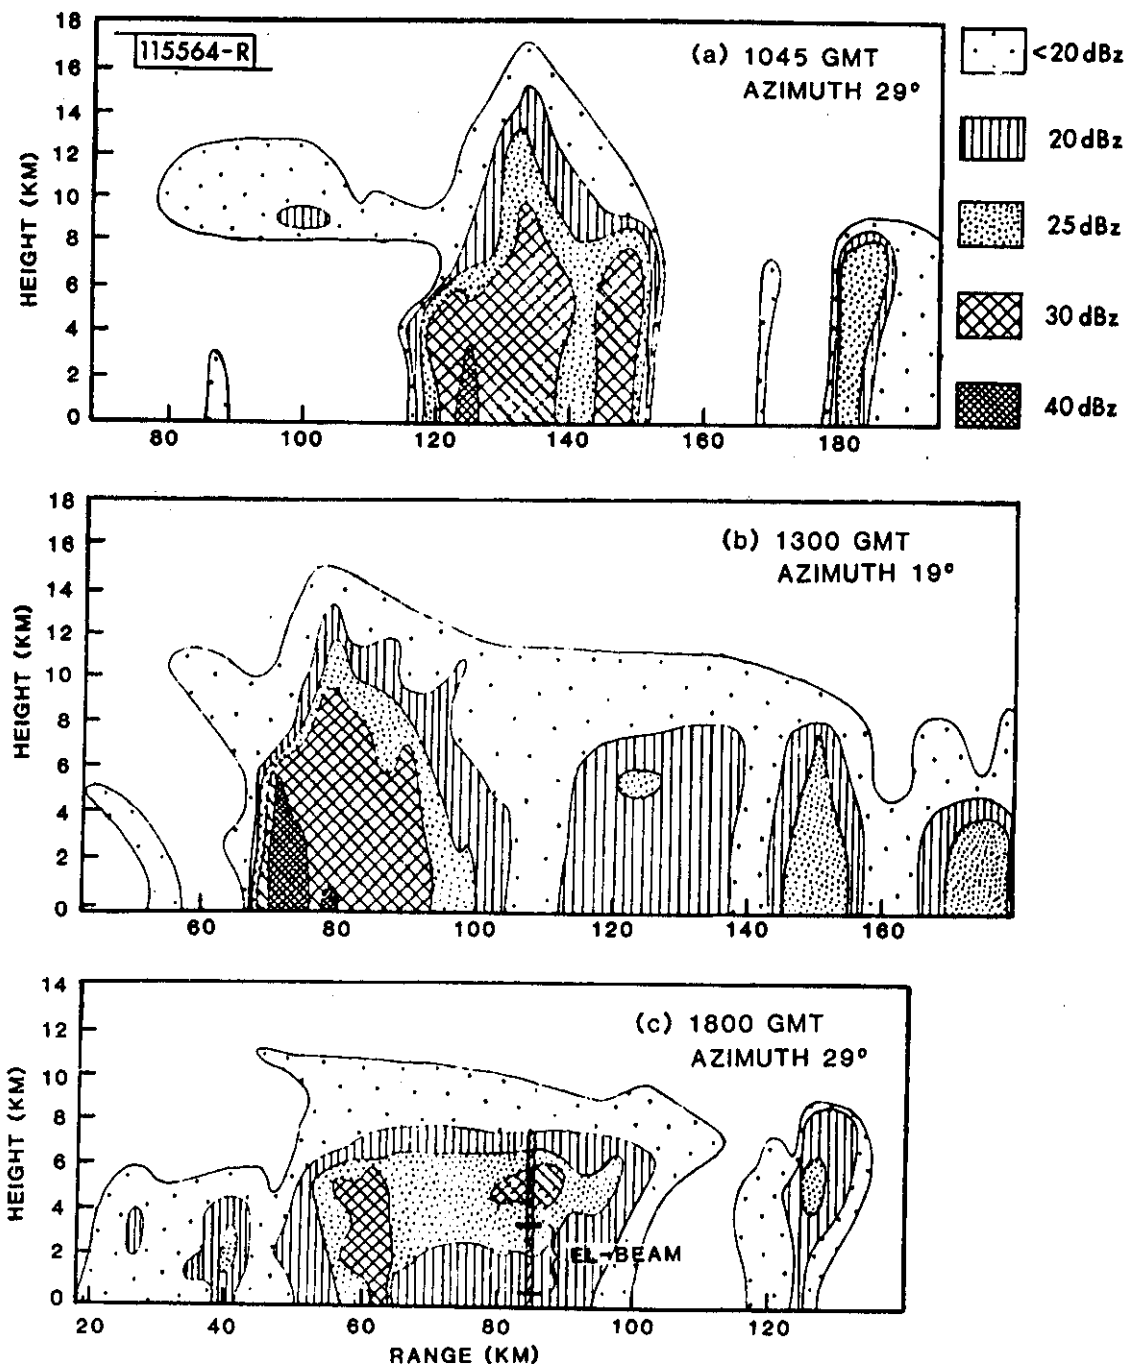 115564-R
(a) 1045 GMT
AZIMUTH 29°
HEIGHT (KM)
18
16
14
12
10
8
6
4
2
0
80 100 120 140 160 180
<20 dBz
20 dBz
25 dBz
30 dBz
40 dBz
(b) 1300 GMT
AZIMUTH 19°
HEIGHT (KM)
18
16
14
12
10
8
6
4
2
0
60 80 100 120 140 160
(c) 1800 GMT
AZIMUTH 29°
HEIGHT (KM)
14
12
10
8
6
4
2
0
EL-BEAM
20 40 60 80 100 120
RANGE (KM)